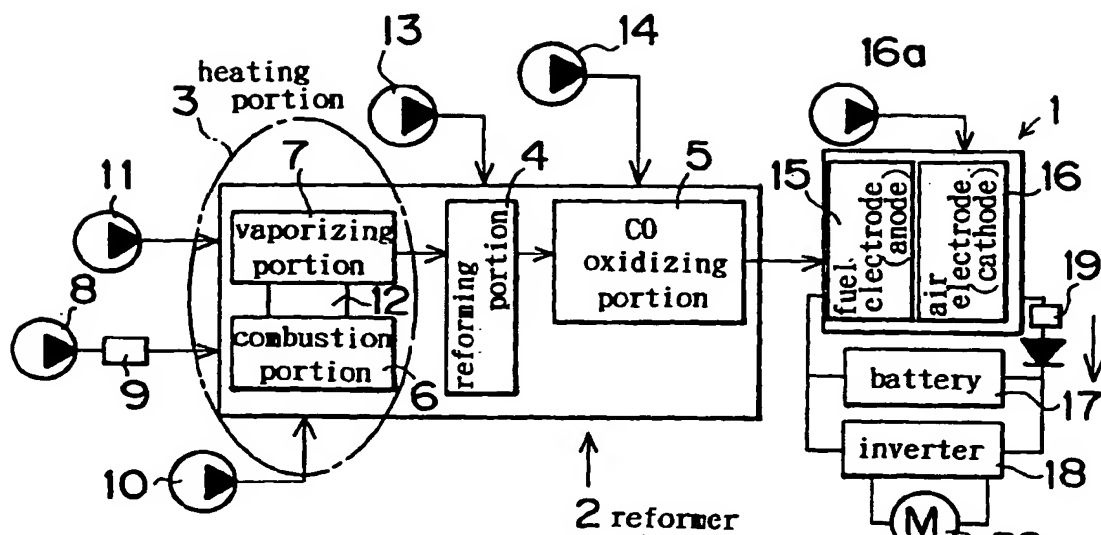 13
14
16a
heating
portion
3
1
7
4
5
11
15
16
vaporizing
portion
CO
oxidizing
portion
reforming
portion
fuel
electrode
(anode)
air
electrode
(cathode)
19
8
12
combustion
portion
9
6
battery
17
inverter
18
10
2 reformer
M